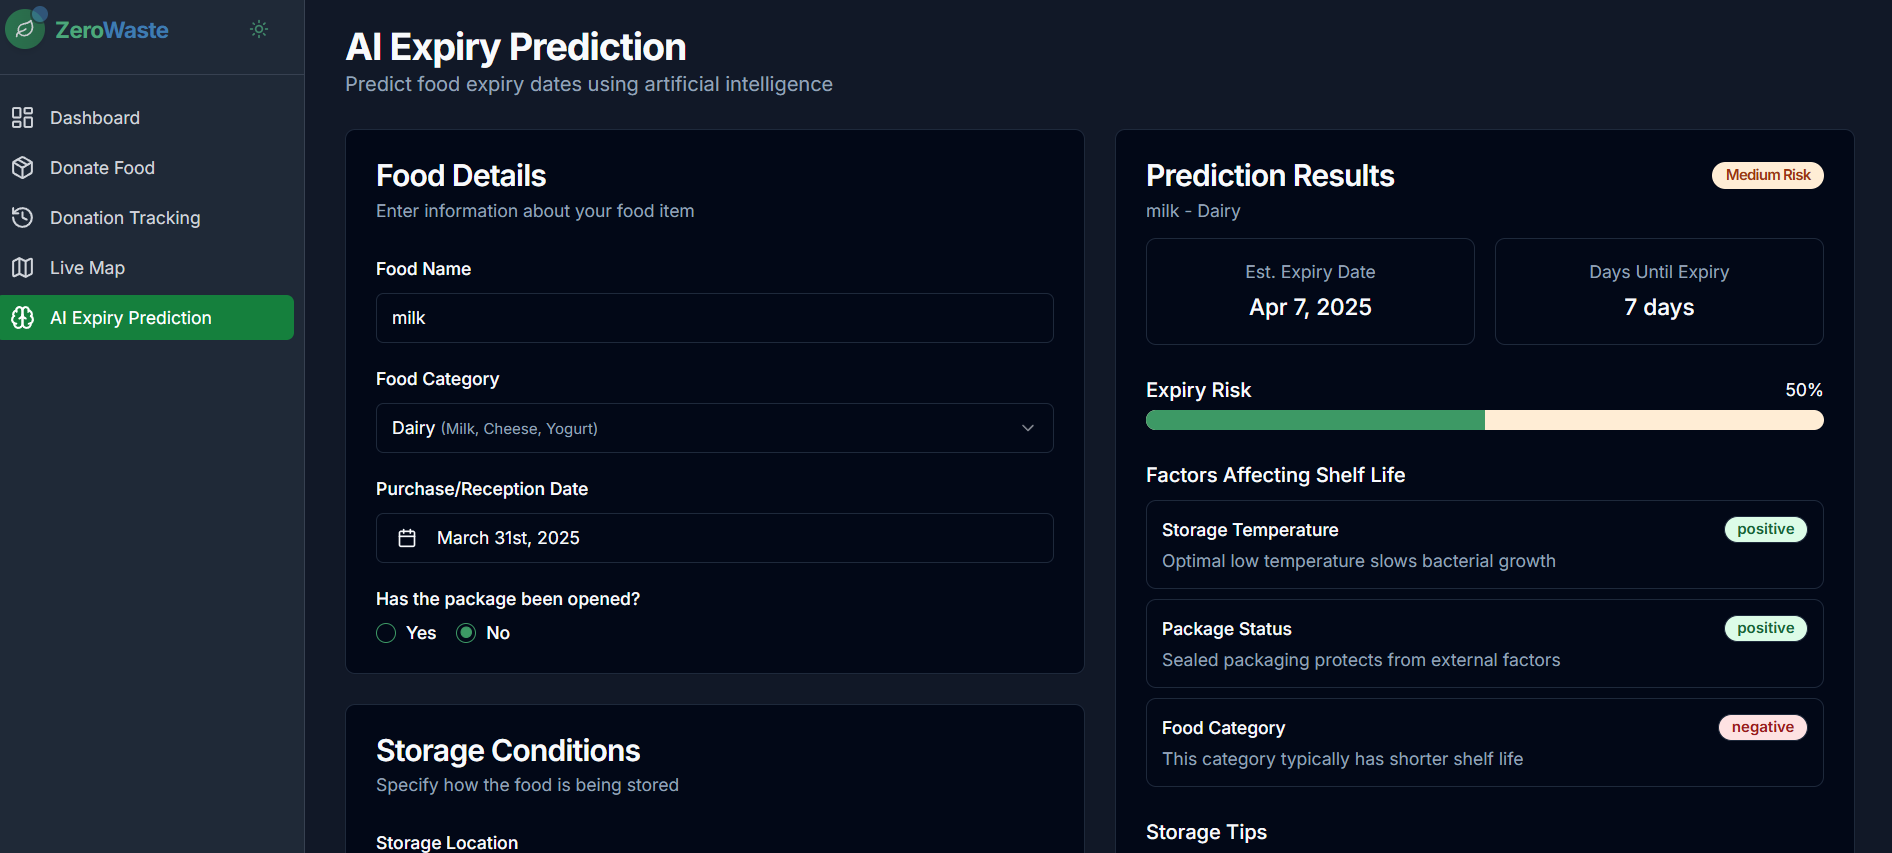 ZeroWaste
Dashboard
Donate Food
Donation Tracking
Live Map
AI Expiry Prediction
AI Expiry Prediction
Predict food expiry dates using artificial intelligence
Food Details
Enter information about your food item
Food Name
milk
Food Category
Dairy (Milk, Cheese, Yogurt)
Purchase/Reception Date
March 31st, 2025
Has the package been opened?
Yes No
Storage Conditions
Specify how the food is being stored
Storage Location
Prediction Results
Medium Risk
milk - Dairy
Est. Expiry Date
Apr 7, 2025
Days Until Expiry
7 days
Expiry Risk 50%
Factors Affecting Shelf Life
Storage Temperature positive
Optimal low temperature slows bacterial growth
Package Status positive
Sealed packaging protects from external factors
Food Category negative
This category typically has shorter shelf life
Storage Tips